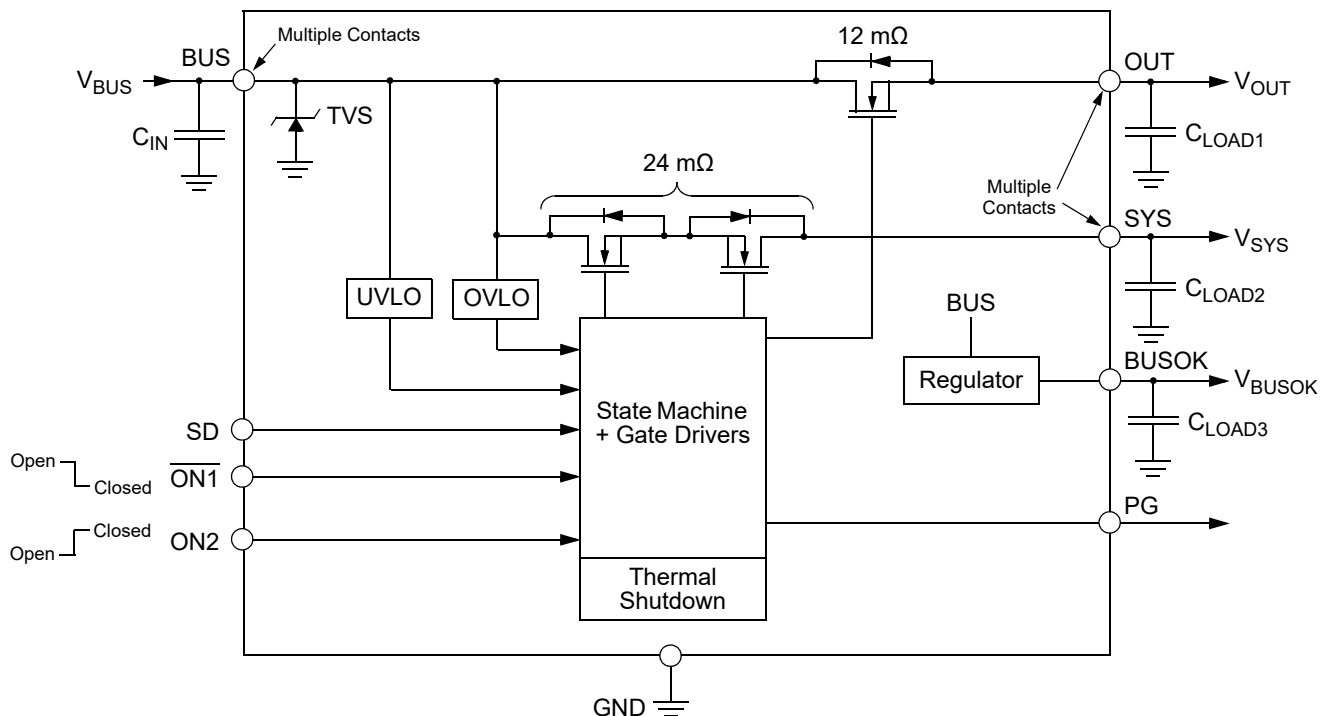 Multiple Contacts
12 mΩ
BUS
OUT
VBUS
VOUT
TVS
CIN
CLOAD1
24 mΩ
Multiple
Contacts
SYS
VSYS
UVLO
OVLO
CLOAD2
BUS
BUSOK
Regulator
VBUSOK
State Machine
+ Gate Drivers
CLOAD3
SD
Open
Closed
ON1
PG
Closed
Open
ON2
Thermal
Shutdown
GND